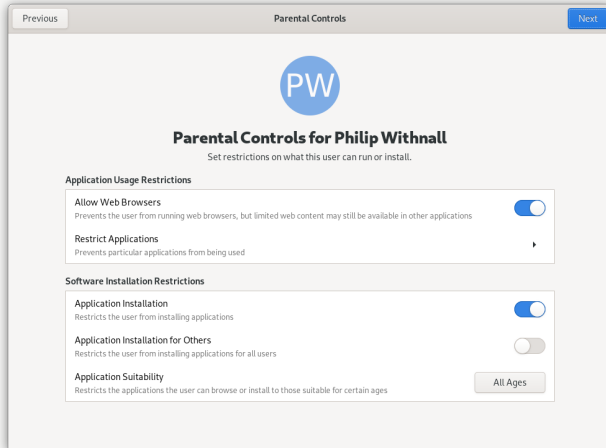 Previous
Parental Controls
Next
PW
Parental Controls for Philip Withnall
Set restrictions on what this user can run or install.
Application Usage Restrictions
Allow Web Browsers
Prevents the user from running web browsers, but limited web content may still be available in other applications
Restrict Applications
Prevents particular applications from being used
Software Installation Restrictions
Application Installation
Restricts the user from installing applications
Application Installation for Others
Restricts the user from installing applications for all users
Application Suitability
Restricts the applications the user can browse or install to those suitable for certain ages
All Ages